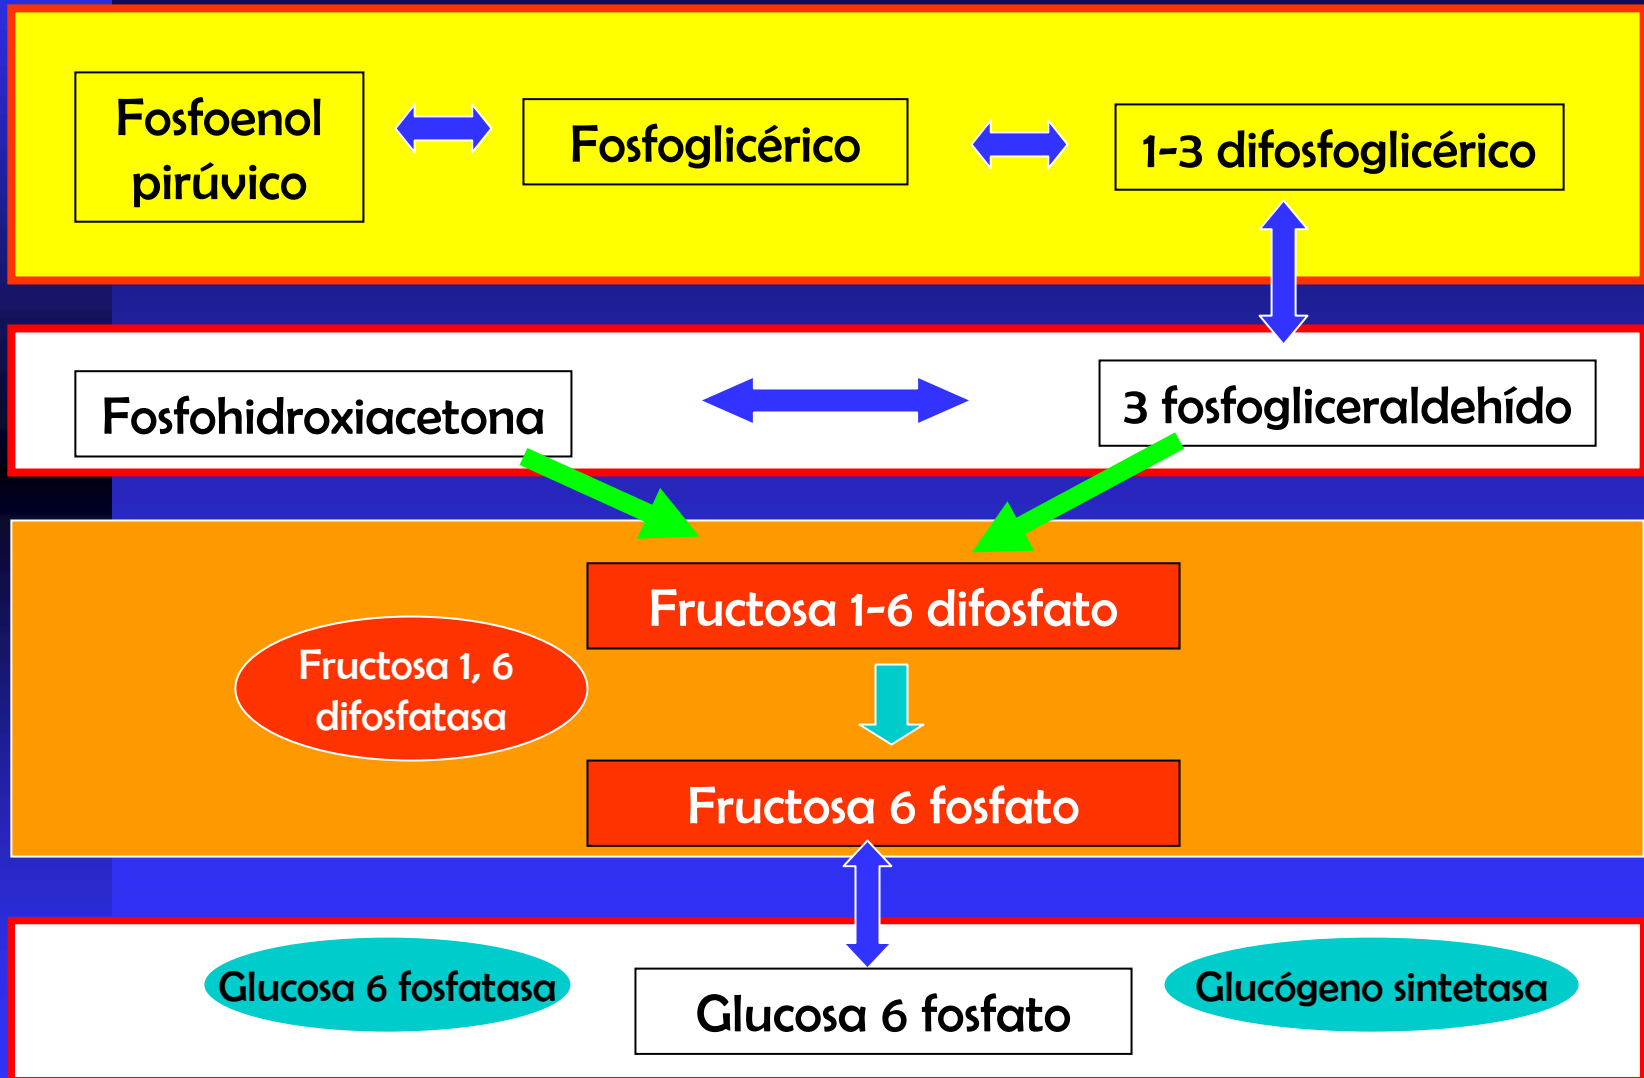 Fosfoenol
pirúvico
Fosfoglicérico
1-3 difosfoglicérico
Fosfohidroxiacetona
3 fosfogliceraldehído
Fructosa 1-6 difosfato
Fructosa 1, 6
difosfatasa
Fructosa 6 fosfato
Glucosa 6 fosfatasa
Glucosa 6 fosfato
Glucógeno sintetasa